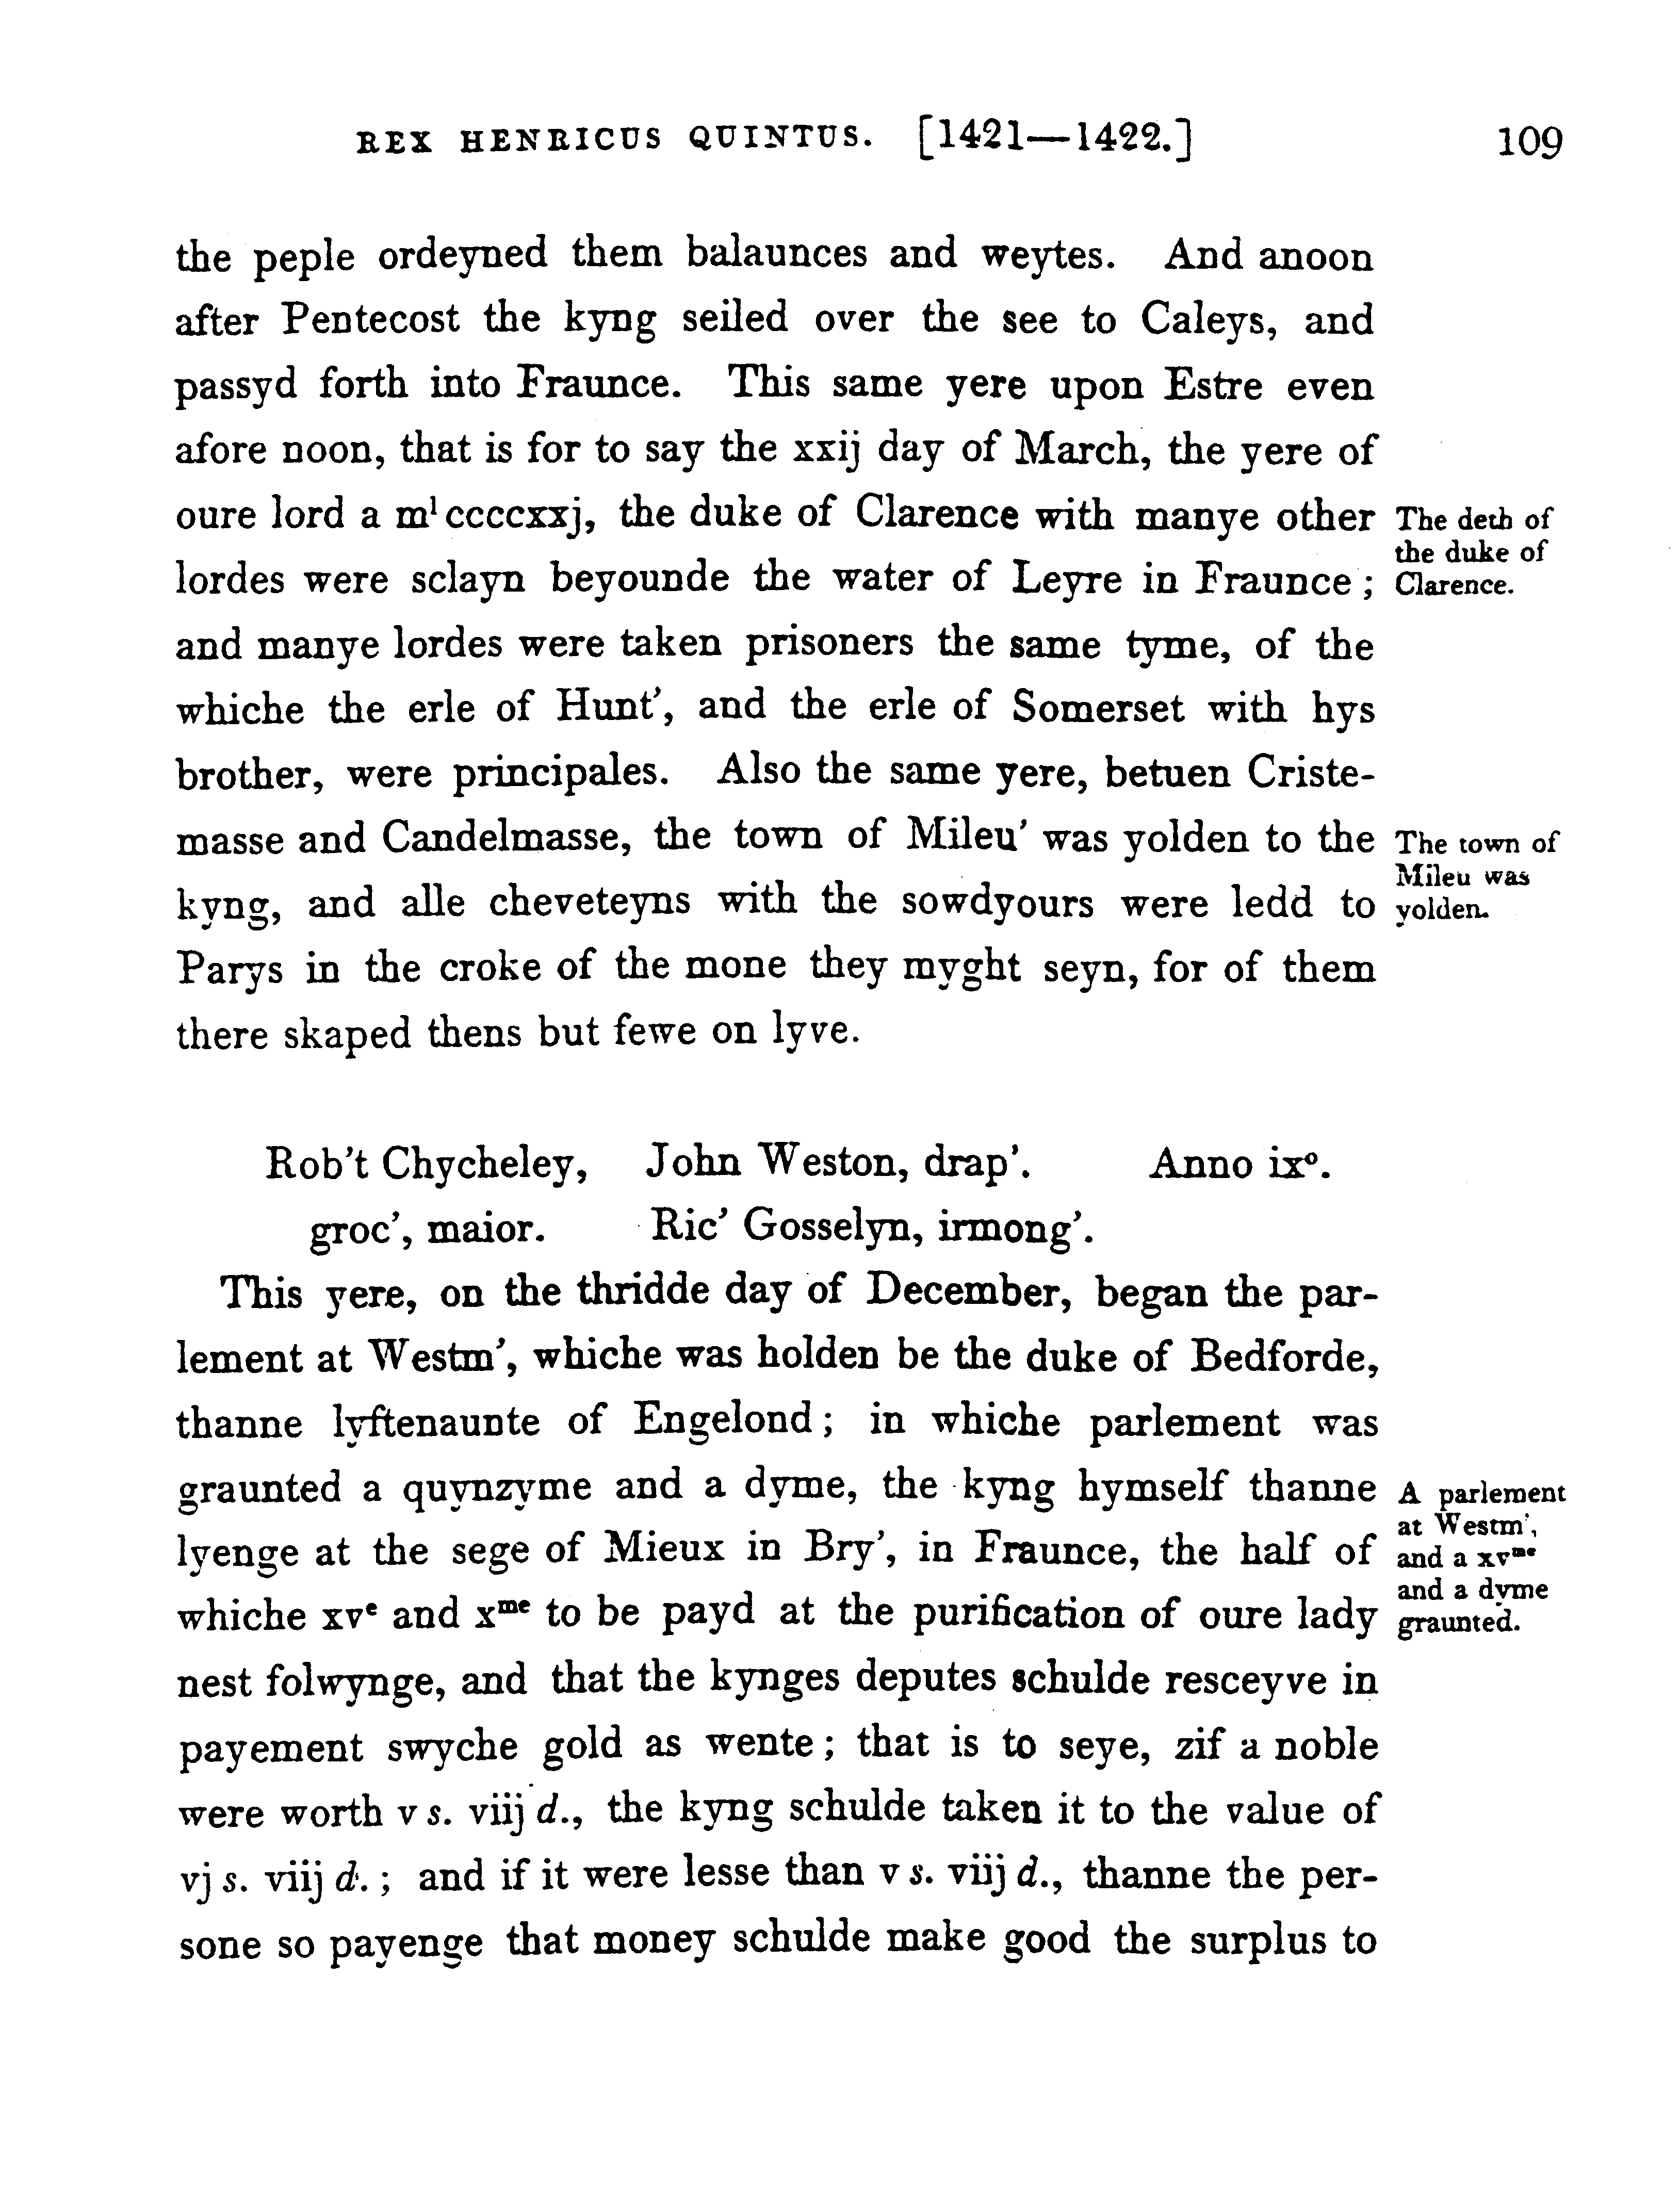 REX HENRICUS QUINTUS. [1421—1422.] 109
the peple ordeyned them balaunces and weytes. And anoon
after Pentecost the kyng seiled over the see to Caleys, and
passyd forth into Fraunce. This same yere upon Estre even
afore noon, that is for to say the xxij day of March, the yere of
oure lord a mˡ ccccxxj, the duke of Clarence with manye other
lordes were sclayn beyounde the water of Leyre in Fraunce;
The deth of
the duke of
Clarence.
and manye lordes were taken prisoners the same tyme, of the
whiche the erle of Hunt', and the erle of Somerset with hys
brother, were principales. Also the same yere, betuen Criste-
masse and Candelmasse, the town of Mileu' was yolden to the
kyng, and alle cheveteyns with the sowdyours were ledd to
The town of
Mileu was
yolden.
Parys in the croke of the mone they myght seyn, for of them
there skaped thens but fewe on lyve.
Rob't Chycheley, John Weston, drap'. Anno ixº.
groc', maior. Ric' Gosselyn, irmong'.
This yere, on the thridde day of December, began the par-
lement at Westm', whiche was holden be the duke of Bedforde,
thanne lyftenaunte of Engelond; in whiche parlement was
graunted a quynzyme and a dyme, the kyng hymself thanne
lyenge at the sege of Mieux in Bry', in Fraunce, the half of
whiche xvᵉ and xᵐᵉ to be payd at the purification of oure lady
A parlement
at Westm',
and a xvᵐᵉ
and a dyme
graunted.
nest folwynge, and that the kynges deputes schulde resceyve in
payement swyche gold as wente; that is to seye, zif a noble
were worth v s. viij d., the kyng schulde taken it to the value of
vj s. viij d.; and if it were lesse than v s. viij d., thanne the per-
sone so payenge that money schulde make good the surplus to